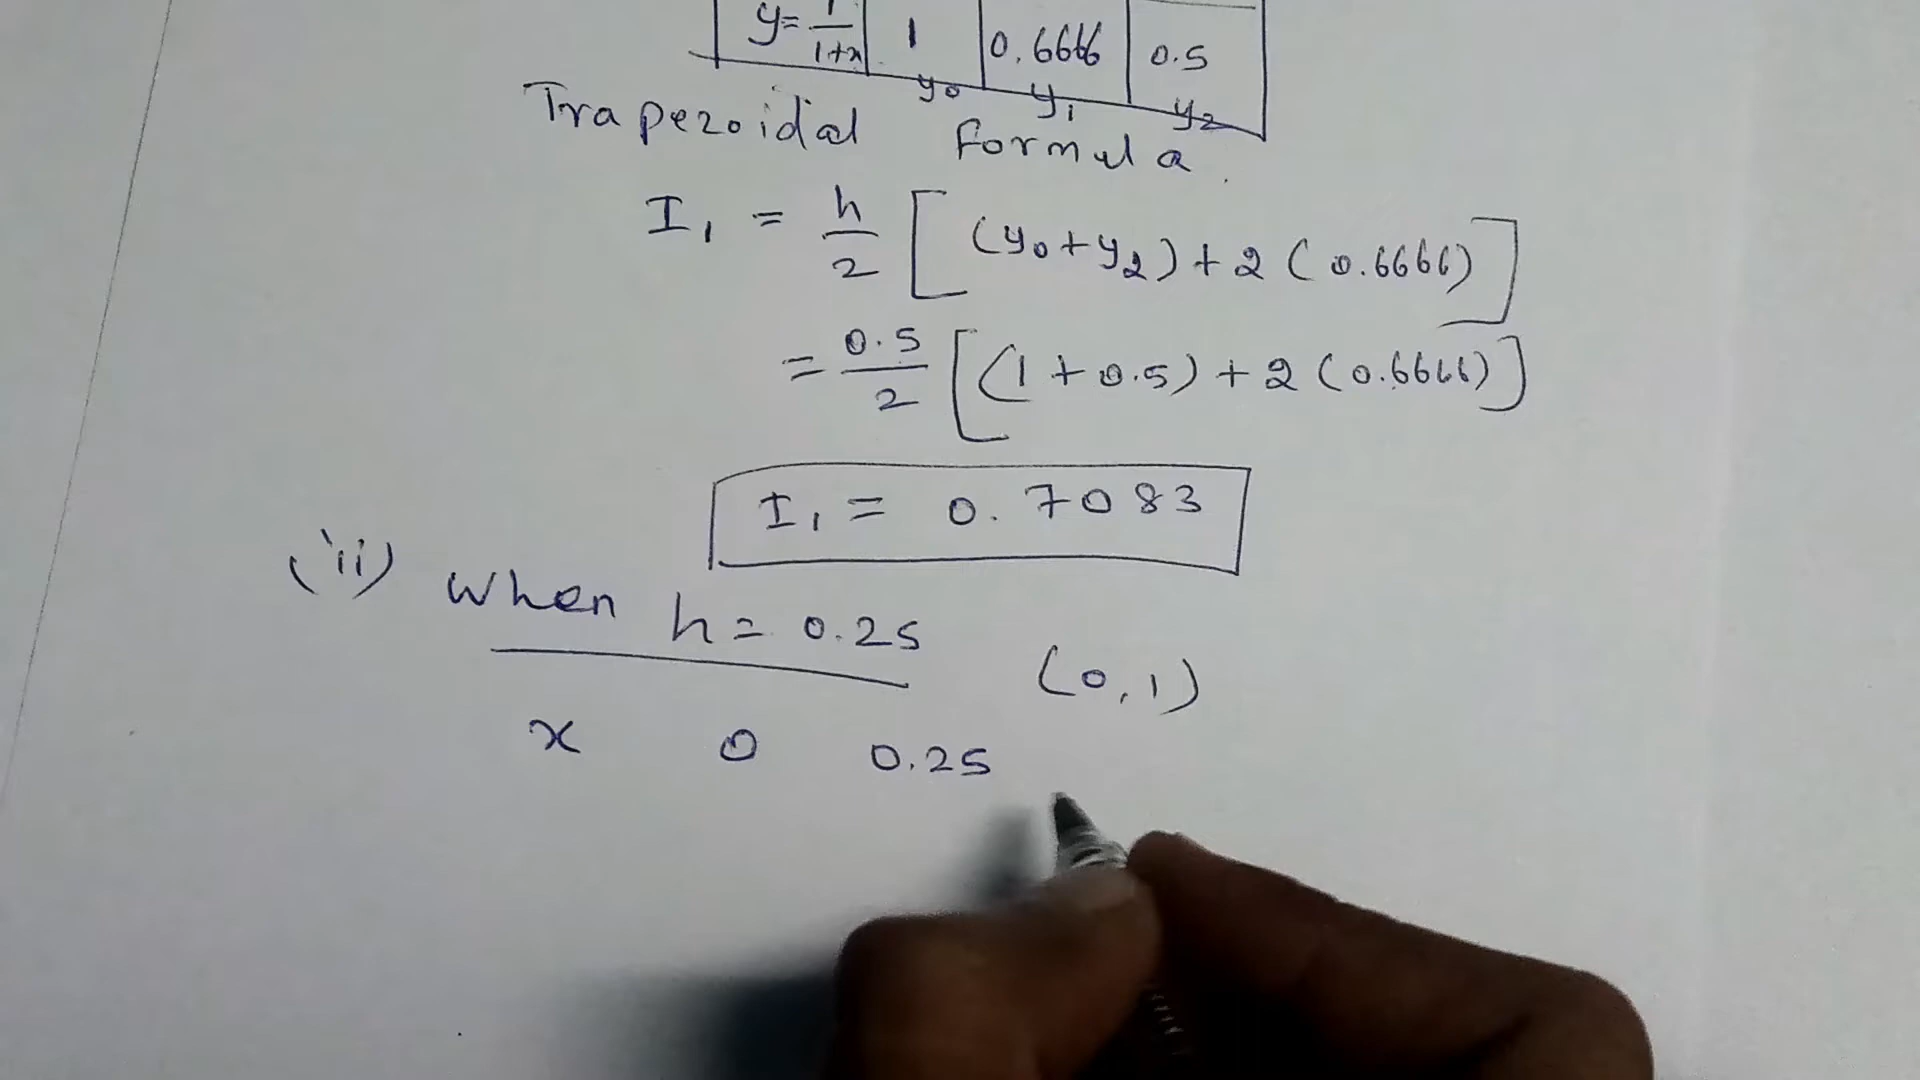 y= 1/1+x 1 0.6666 0.5
y₀ y₁ y₂
Trapezoidal formula
I₁ = h/2 [(y₀+y₂)+2(0.6666)]
= 0.5/2 [(1+0.5)+2(0.6666)]
I₁ = 0.7083
(ii) when h= 0.25
(0,1)
x 0 0.25